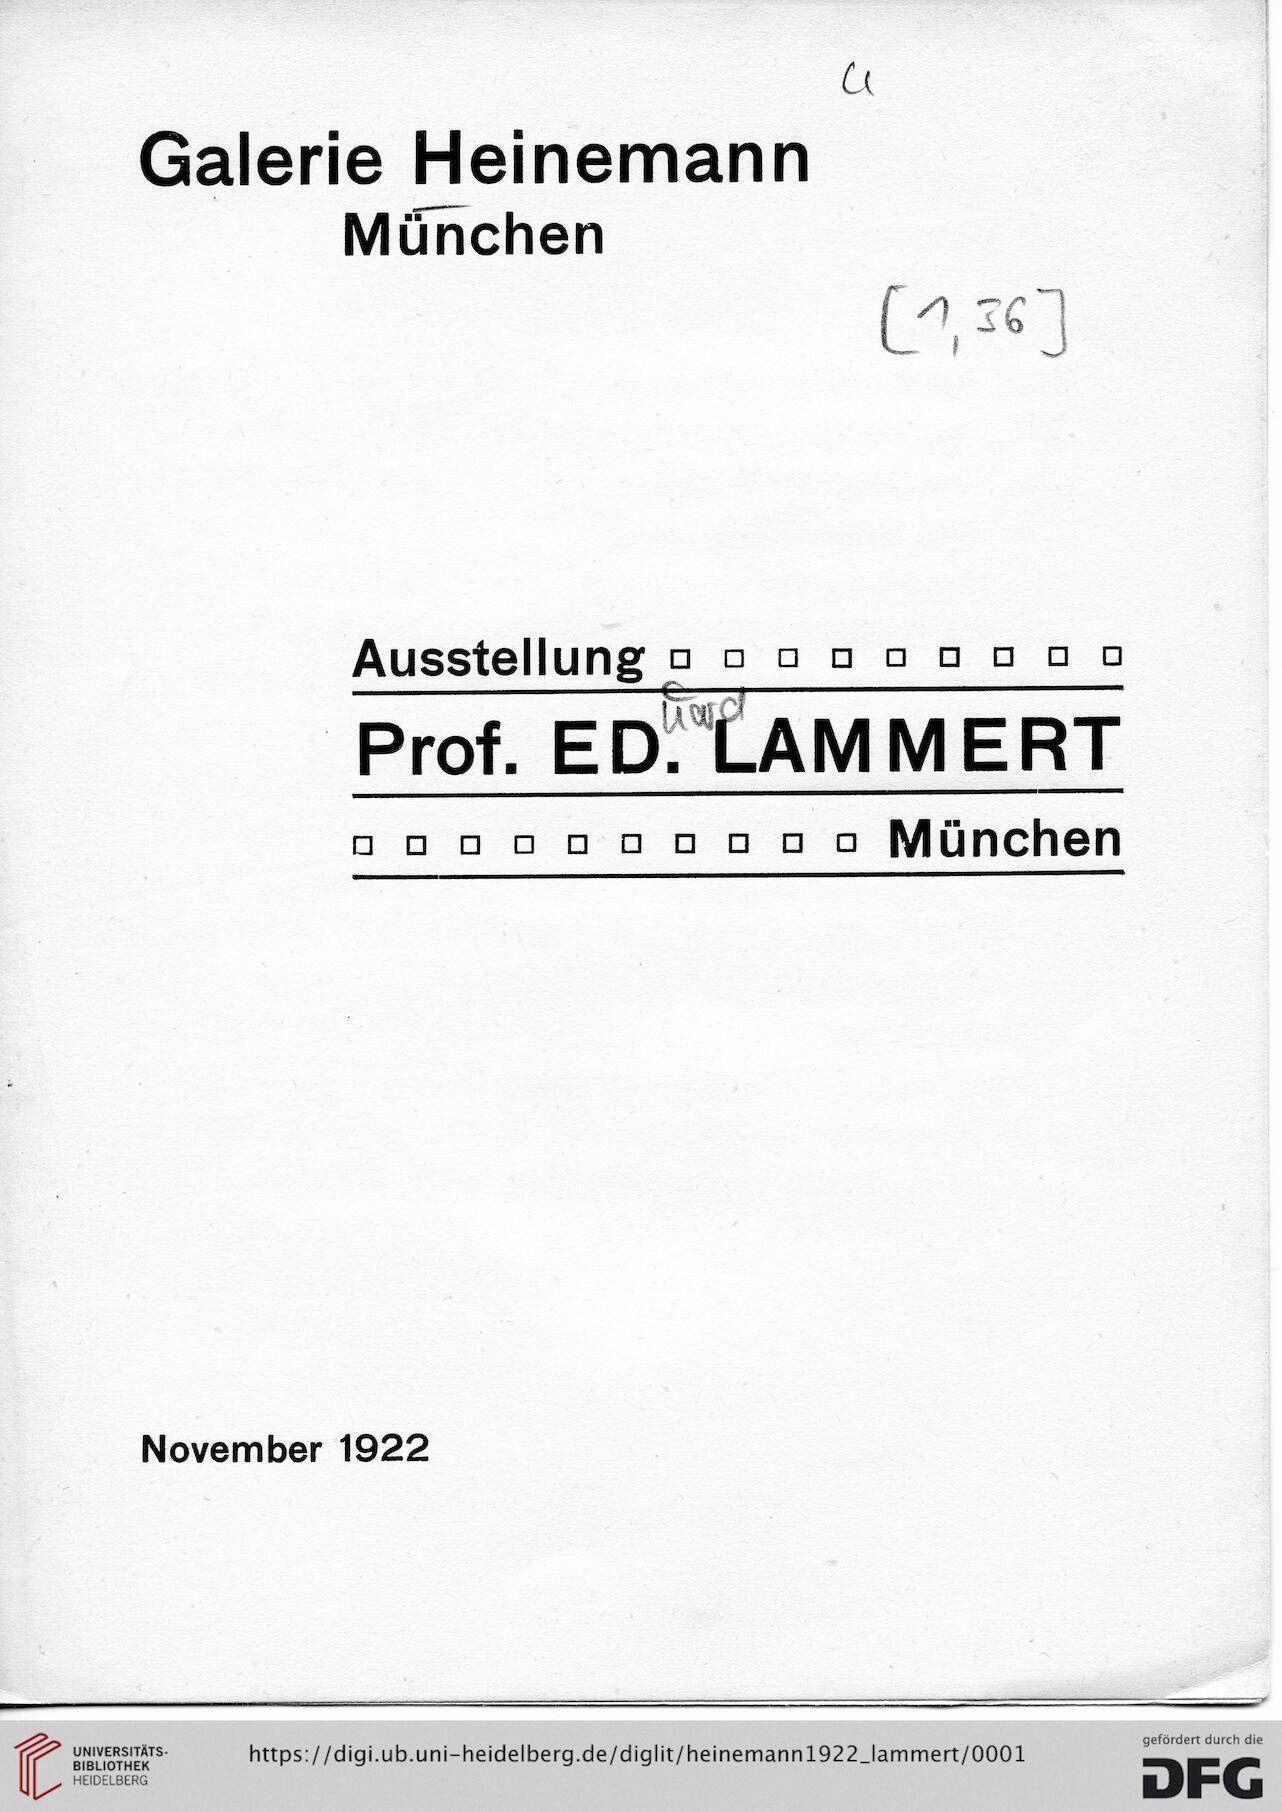 Galerie Heinemann
München
[1,36]
Ausstellung
uard
Prof. ED. LAMMERT
München
November 1922
UNIVERSITÄTS-
BIBLIOTHEK
HEIDELBERG
https://digi.ub.uni-heidelberg.de/diglit/heinemann1922_lammert/0001
gefördert durch die
DFG